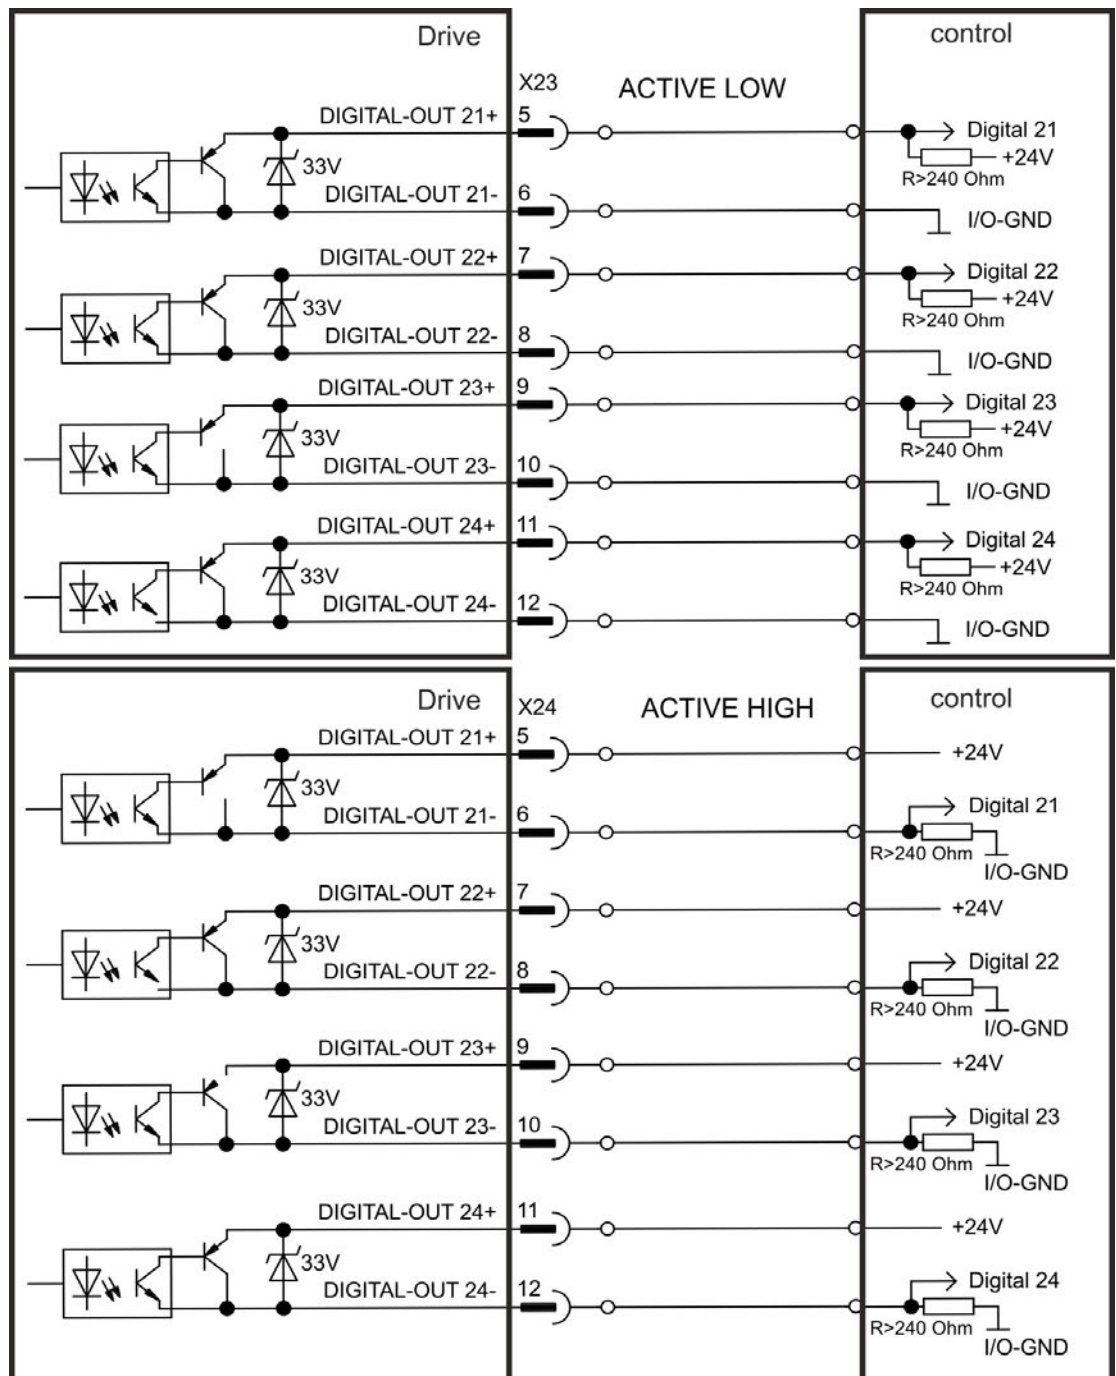 Drive
control
X23
ACTIVE LOW
DIGITAL-OUT 21+
5
Digital 21
33V
+24V
R>240 Ohm
DIGITAL-OUT 21-
6
I/O-GND
DIGITAL-OUT 22+
7
Digital 22
33V
+24V
R>240 Ohm
DIGITAL-OUT 22-
8
I/O-GND
DIGITAL-OUT 23+
9
Digital 23
33V
+24V
R>240 Ohm
DIGITAL-OUT 23-
10
I/O-GND
DIGITAL-OUT 24+
11
Digital 24
33V
+24V
R>240 Ohm
DIGITAL-OUT 24-
12
I/O-GND
Drive
control
X24
ACTIVE HIGH
DIGITAL-OUT 21+
5
+24V
33V
DIGITAL-OUT 21-
6
Digital 21
R>240 Ohm
I/O-GND
DIGITAL-OUT 22+
7
+24V
33V
DIGITAL-OUT 22-
8
Digital 22
R>240 Ohm
I/O-GND
DIGITAL-OUT 23+
9
+24V
33V
DIGITAL-OUT 23-
10
Digital 23
R>240 Ohm
I/O-GND
DIGITAL-OUT 24+
11
+24V
33V
DIGITAL-OUT 24-
12
Digital 24
R>240 Ohm
I/O-GND